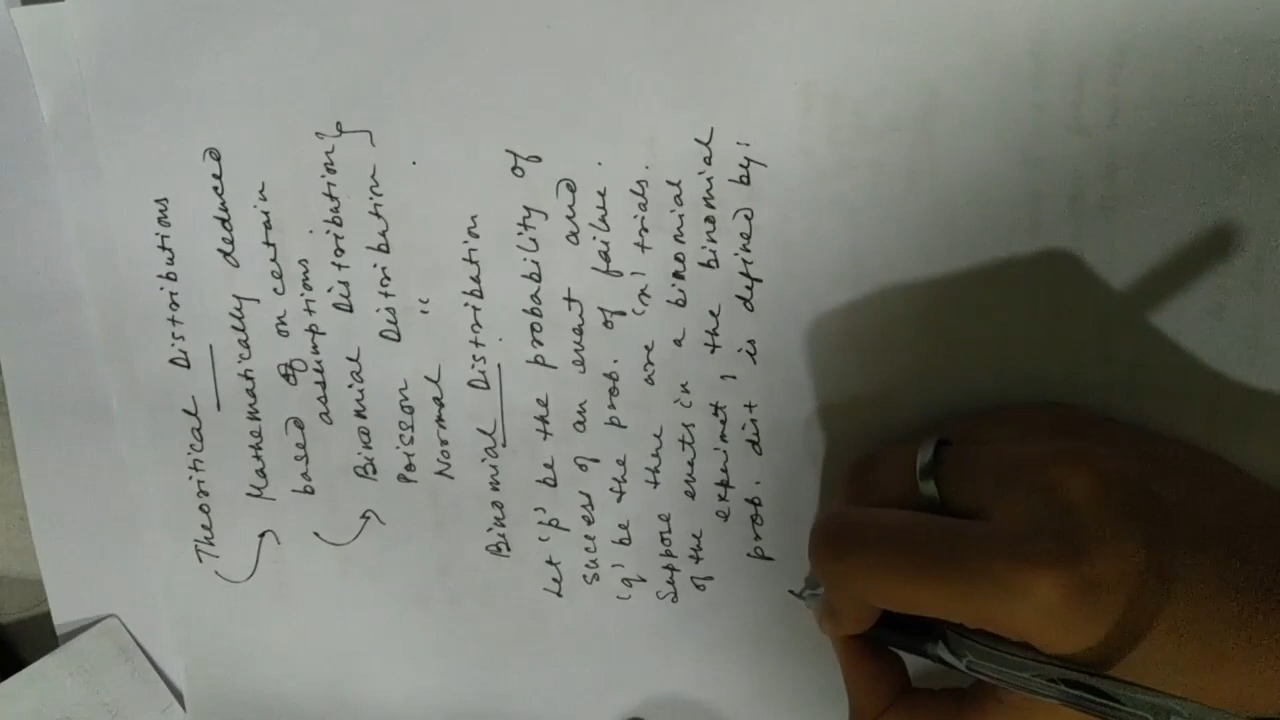 Theoritical Distributions
Mathematically deduced
based on certain
assumptions
Binomial Distribution
Poisson Distribution
Normal "
Binomial Distribution
Let 'p' be the probability of
sucess of an event and
'q' be the prob. of failure.
Suppose there are 'n' trials.
of the events in a binomial
expeimet, the binomial
prob. dist is defined by: